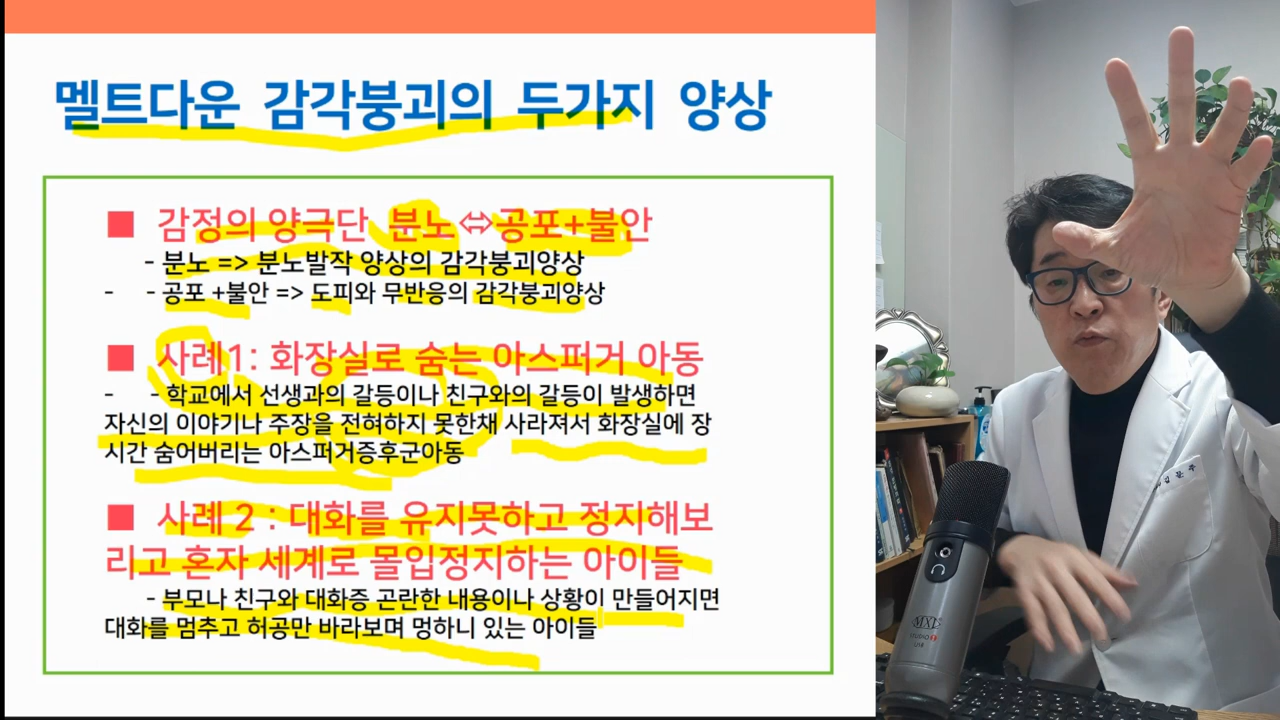 멜트다운 감각붕괴의 두가지 양상
■ 감정의 양극단 분노⇔공포+불안
- 분노 => 분노발작 양상의 감각붕괴양상
- - 공포 +불안 => 도피와 무반응의 감각붕괴양상
■ 사례1: 화장실로 숨는 아스퍼거 아동
- - 학교에서 선생과의 갈등이나 친구와의 갈등이 발생하면
자신의 이야기나 주장을 전혀하지 못한채 사라져서 화장실에 장
시간 숨어버리는 아스퍼거증후군아동
■ 사례 2 : 대화를 유지못하고 정지해보
리고 혼자 세계로 몰입정지하는 아이들
- 부모나 친구와 대화증 곤란한 내용이나 상황이 만들어지면
대화를 멈추고 허공만 바라보며 멍하니 있는 아이들
MXL
STUDIO
USB